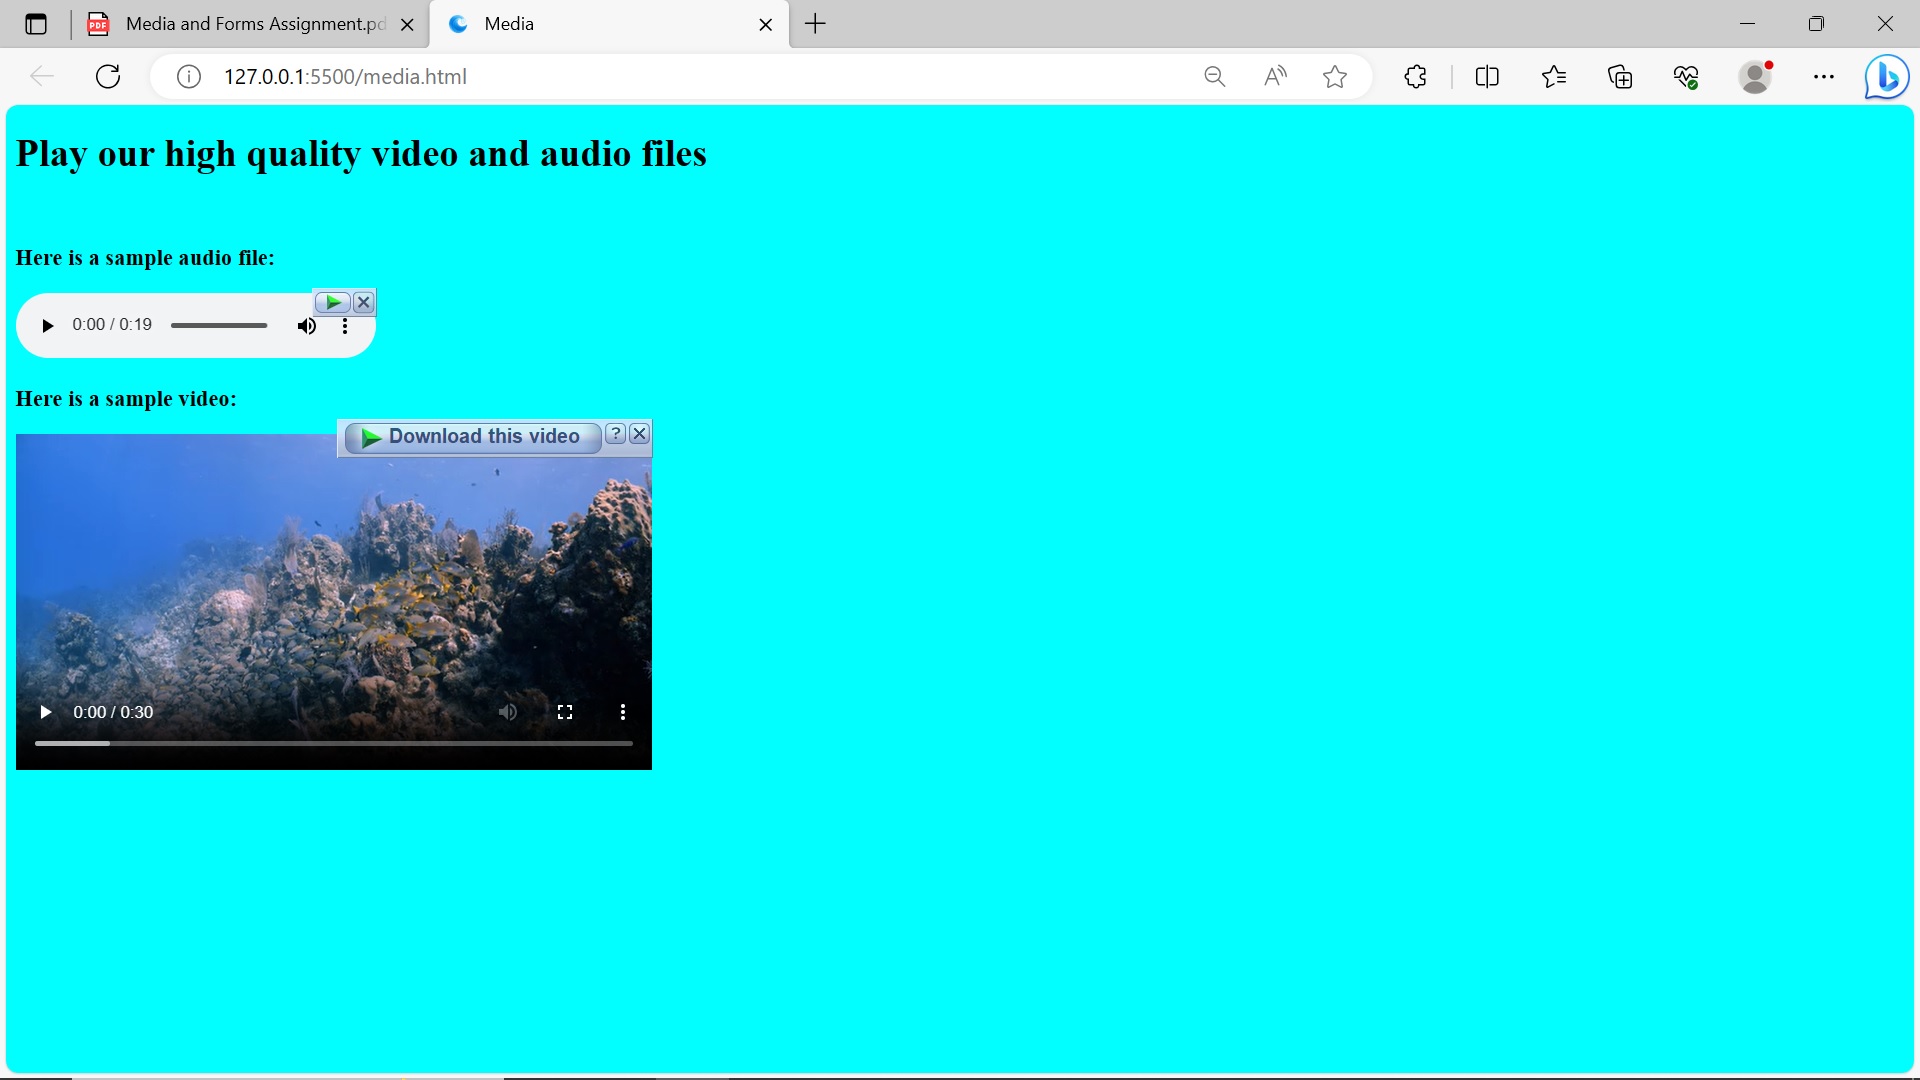 PDF
Media and Forms Assignment.pd
Media
127.0.0.1:5500/media.html
Play our high quality video and audio files
Here is a sample audio file:
0:00 / 0:19
Here is a sample video:
Download this video ?
0:00 / 0:30